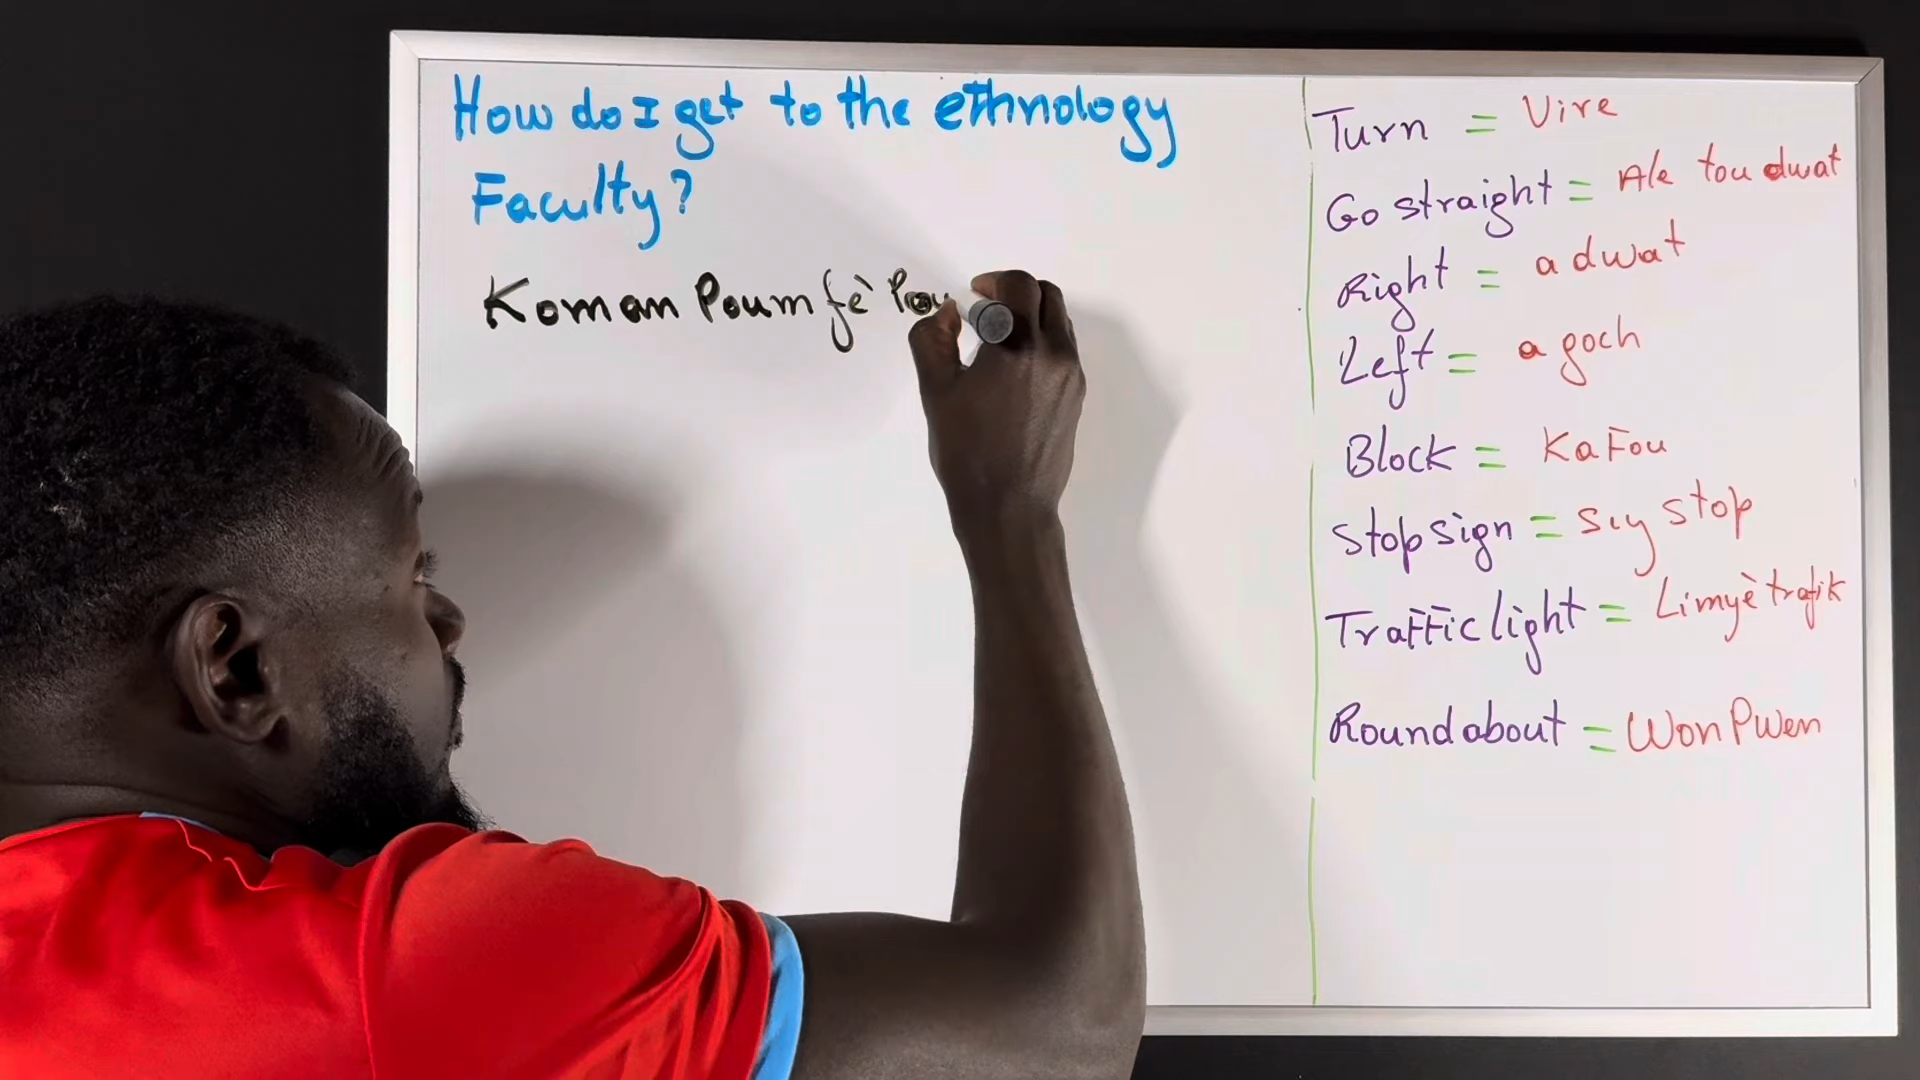 How do I get to the ethnology
Faculty?
Koman Poum fè Pou
Turn = Vire
Go straight = Ale tou dwat
Right = a dwat
Left = a goch
Block = KaFou
Stop sign = Siy stop
Traffic light = Limyè trafik
Roundabout = Won Pwen